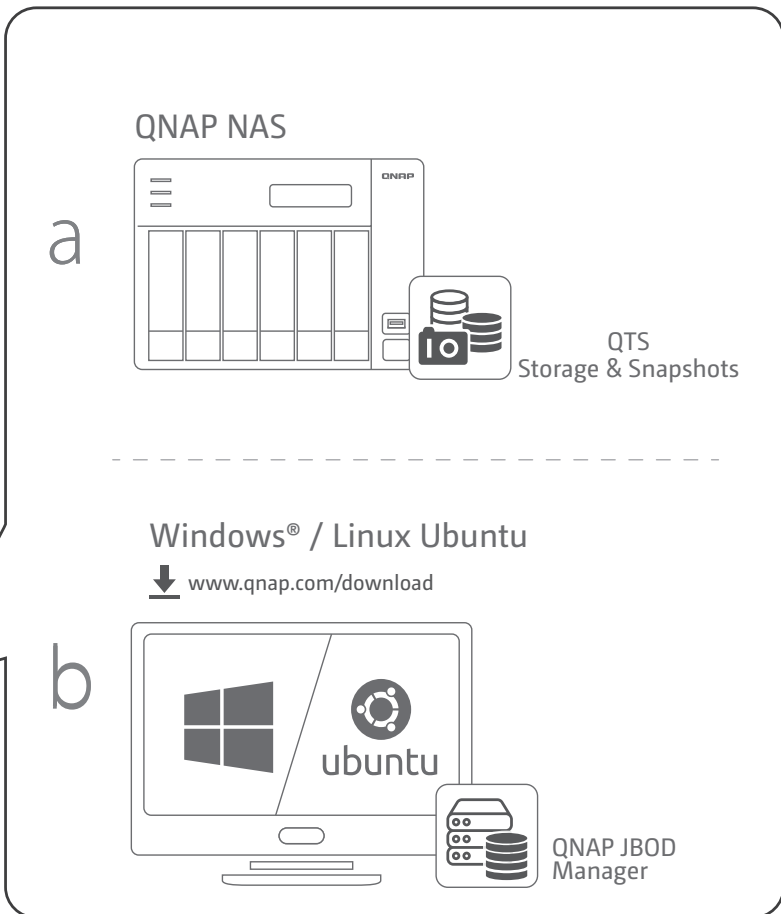 QNAP NAS
QNAP
a
QTS
Storage & Snapshots
Windows® / Linux Ubuntu
www.qnap.com/download
b
ubuntu
QNAP JBOD
Manager